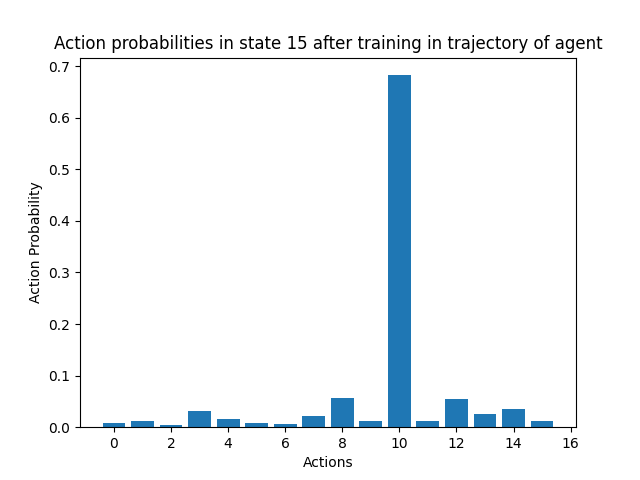 Action probabilities in state 15 after training in trajectory of agent
0.7
0.6
0.5
0.4
0.3
0.2
0.1
0.0
Action Probability
0 2 4 6 8 10 12 14 16
Actions